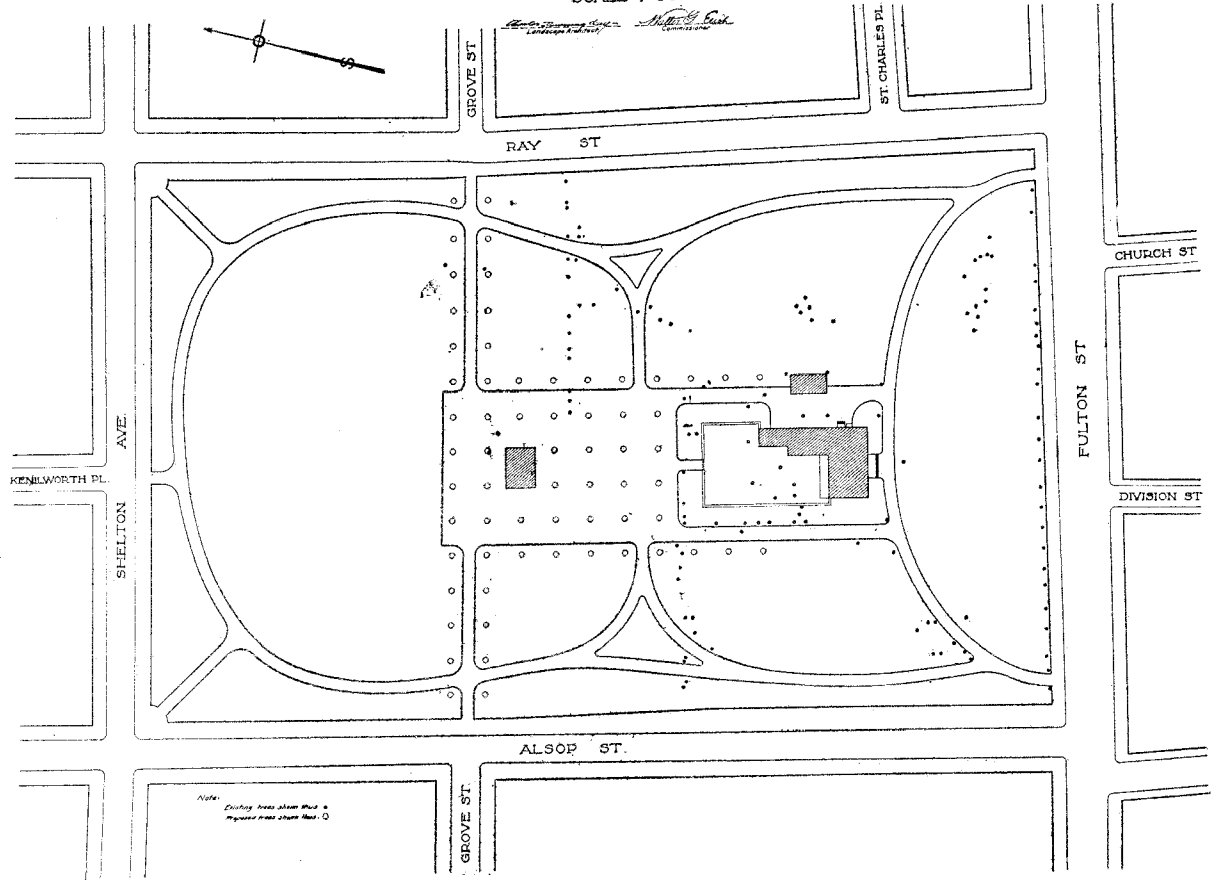 Landscape Architect
Commissioner
S
GROVE ST
ST. CHARLES PL.
RAY ST
CHURCH ST
FULTON ST
SHELTON AVE.
KENILWORTH PL.
DIVISION ST
ALSOP ST.
GROVE ST.
Note:
Existing trees shown thus
Proposed trees shown thus.